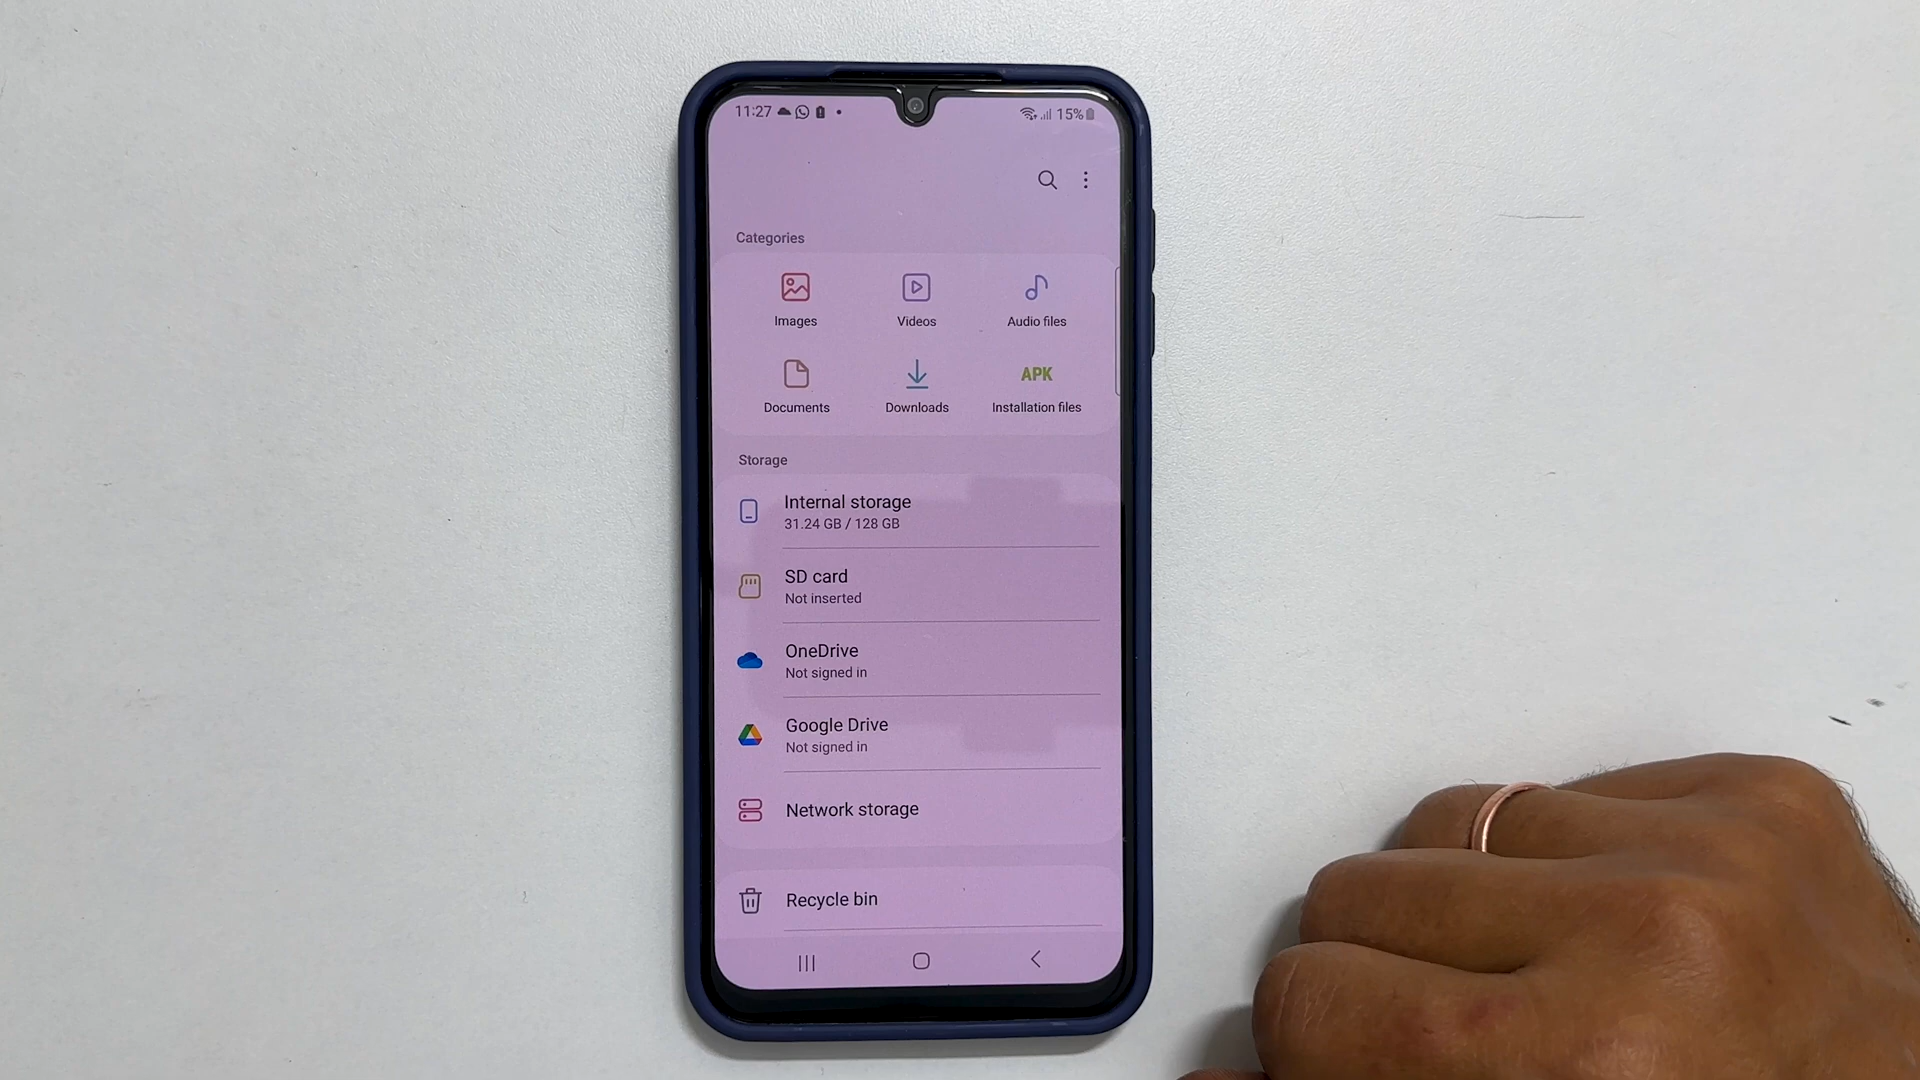 11:27 15%
Categories
Images Videos Audio files
APK
Documents Downloads Installation files
Storage
Internal storage
31.24 GB / 128 GB
SD card
Not inserted
OneDrive
Not signed in
Google Drive
Not signed in
Network storage
Recycle bin